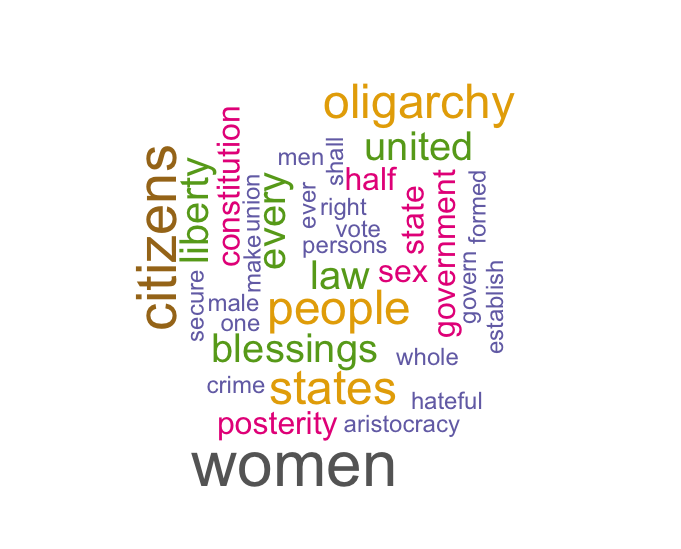 oligarchy
constitution
citizens
men
shall
united
liberty
every
union
ever
half
right
vote
persons
state
government
formed
make
secure
law
sex
govern
establish
male
one
people
blessings
whole
crime
states
hateful
posterity
aristocracy
women